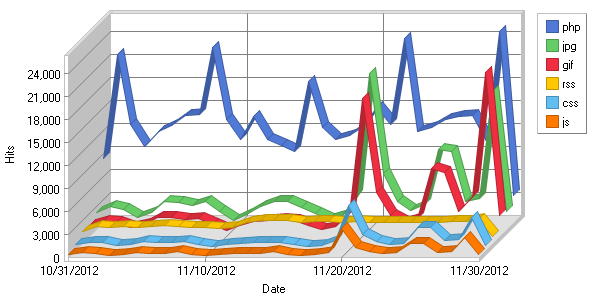 php
jpg
gif
rss
css
js
24,000
21,000
18,000
15,000
12,000
9,000
6,000
3,000
0
Hits
10/31/2012 11/10/2012 11/20/2012 11/30/2012
Date